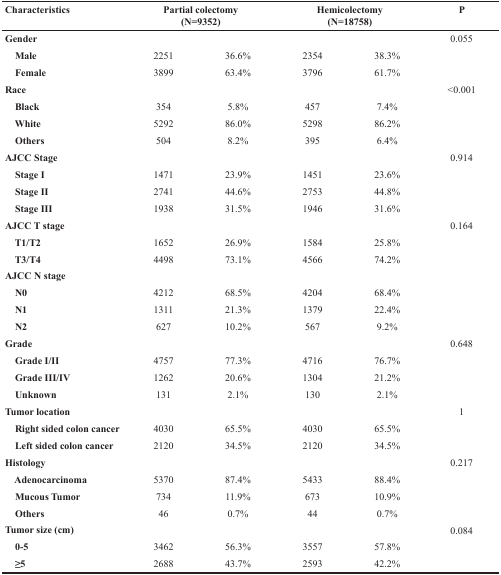 Characteristics Partial colectomy (N=9352) Hemicolectomy (N=18758) P
Gender 0.055
Male 2251 36.6% 2354 38.3%
Female 3899 63.4% 3796 61.7%
Race <0.001
Black 354 5.8% 457 7.4%
White 5292 86.0% 5298 86.2%
Others 504 8.2% 395 6.4%
AJCC Stage 0.914
Stage I 1471 23.9% 1451 23.6%
Stage II 2741 44.6% 2753 44.8%
Stage III 1938 31.5% 1946 31.6%
AJCC T stage 0.164
T1/T2 1652 26.9% 1584 25.8%
T3/T4 4498 73.1% 4566 74.2%
AJCC N stage
N0 4212 68.5% 4204 68.4%
N1 1311 21.3% 1379 22.4%
N2 627 10.2% 567 9.2%
Grade 0.648
Grade I/II 4757 77.3% 4716 76.7%
Grade III/IV 1262 20.6% 1304 21.2%
Unknown 131 2.1% 130 2.1%
Tumor location 1
Right sided colon cancer 4030 65.5% 4030 65.5%
Left sided colon cancer 2120 34.5% 2120 34.5%
Histology 0.217
Adenocarcinoma 5370 87.4% 5433 88.4%
Mucous Tumor 734 11.9% 673 10.9%
Others 46 0.7% 44 0.7%
Tumor size (cm) 0.084
0-5 3462 56.3% 3557 57.8%
≥5 2688 43.7% 2593 42.2%